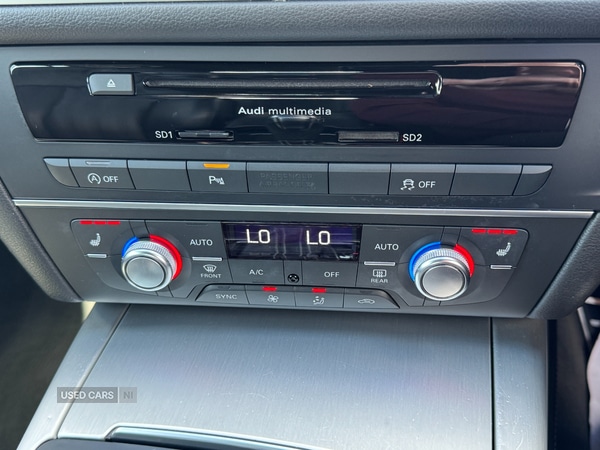 Audi multimedia
SD1 SD2
OFF P OFF
AUTO LO LO AUTO
A/C OFF
FRONT REAR
SYNC
USED CARS NI